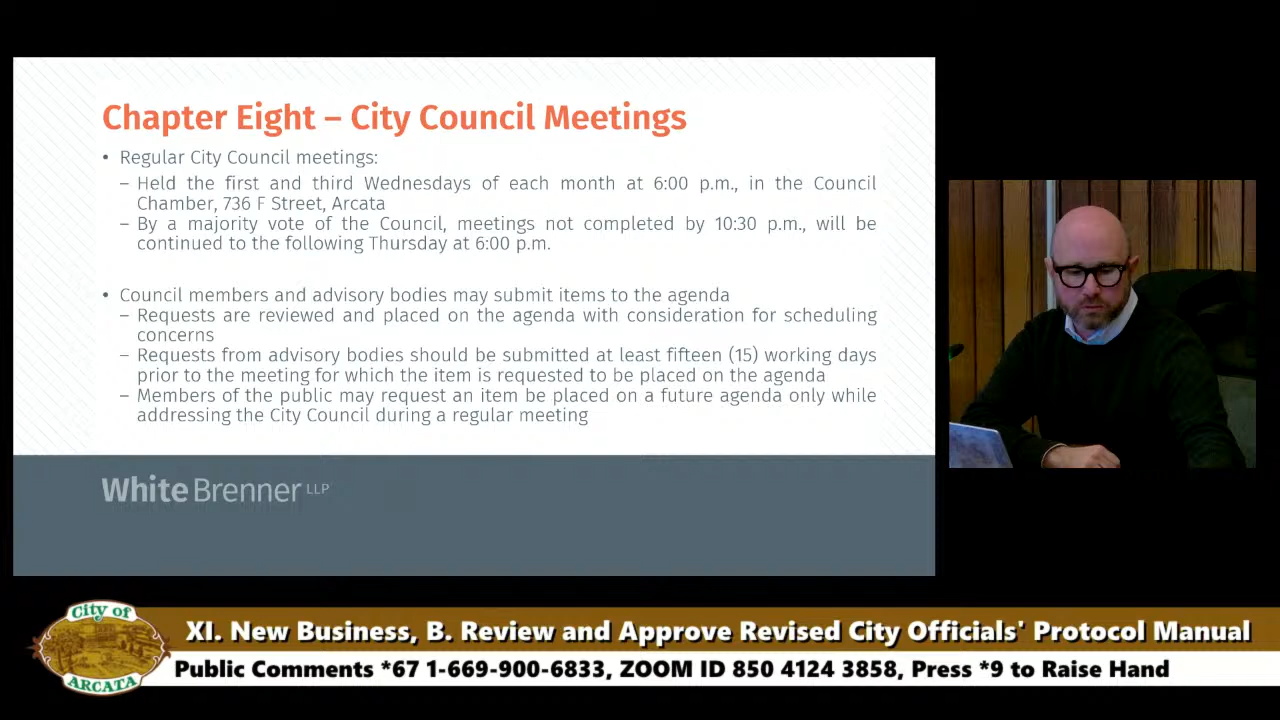 Chapter Eight – City Council Meetings
• Regular City Council meetings:
– Held the first and third Wednesdays of each month at 6:00 p.m., in the Council
Chamber, 736 F Street, Arcata
– By a majority vote of the Council, meetings not completed by 10:30 p.m., will be
continued to the following Thursday at 6:00 p.m.
• Council members and advisory bodies may submit items to the agenda
– Requests are reviewed and placed on the agenda with consideration for scheduling
concerns
– Requests from advisory bodies should be submitted at least fifteen (15) working days
prior to the meeting for which the item is requested to be placed on the agenda
– Members of the public may request an item be placed on a future agenda only while
addressing the City Council during a regular meeting
WhiteBrenner LLP
City of
ARCATA
XI. New Business, B. Review and Approve Revised City Officials' Protocol Manual
Public Comments *67 1-669-900-6833, ZOOM ID 850 4124 3858, Press *9 to Raise Hand